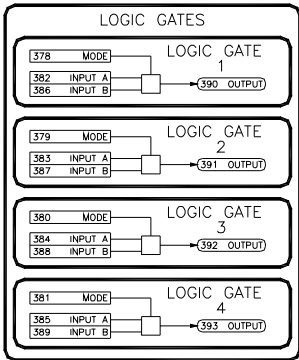 LOGIC GATES
LOGIC GATE
1
378 MODE
382 INPUT A
386 INPUT B
390 OUTPUT
LOGIC GATE
2
379 MODE
383 INPUT A
387 INPUT B
391 OUTPUT
LOGIC GATE
3
380 MODE
384 INPUT A
388 INPUT B
392 OUTPUT
LOGIC GATE
4
381 MODE
385 INPUT A
389 INPUT B
393 OUTPUT